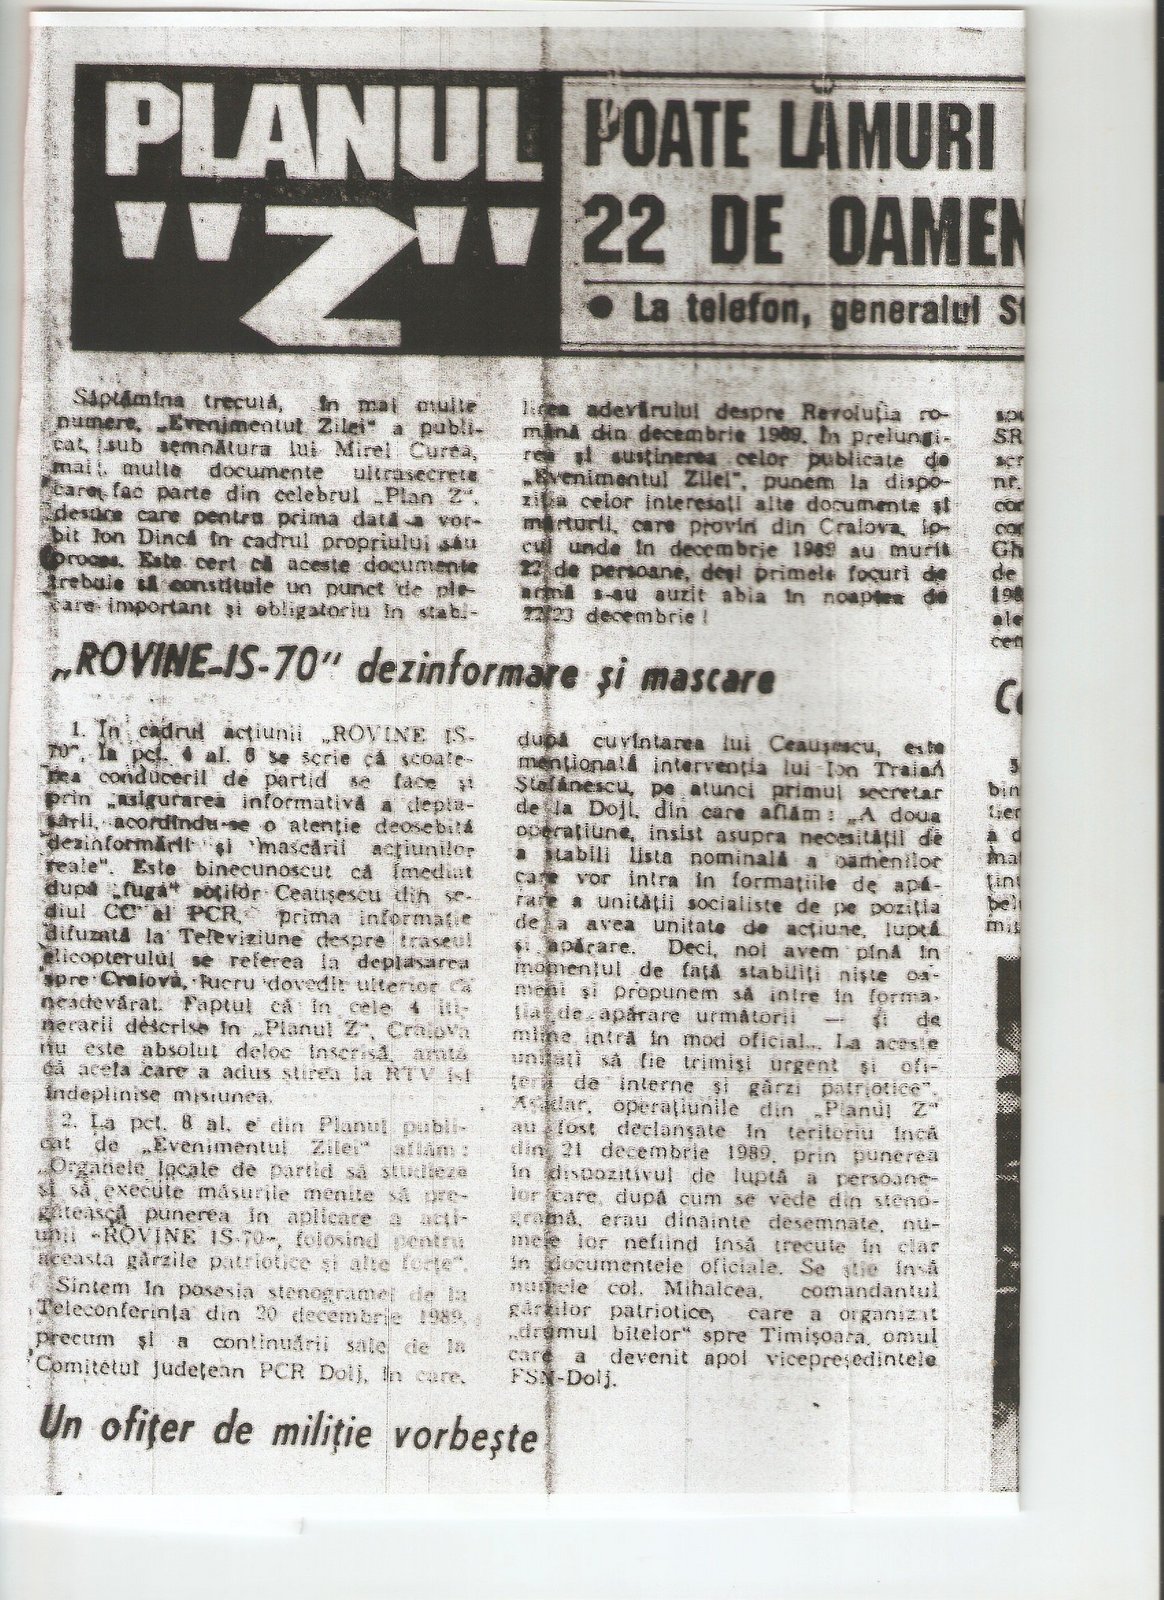 PLANUL
"Z"
POATE LĂMURI
22 DE OAMEN
● La telefon, generalul St
Săptămîna trecută, în mai multe
numere, „Evenimentul Zilei" a publi-
cat, sub semnătura lui Mirel Curea,
mai multe documente ultrasecrete
care fac parte din celebrul „Plan Z",
despre care pentru prima dată a vor-
bit Ion Dincă în cadrul propriului său
proces. Este cert că aceste documente
trebuie să constituie un punct de ple-
care important și obligatoriu în stabi-
lirea adevărului despre Revoluția ro-
mână din decembrie 1989. În prelungi-
rea și susținerea celor publicate de
„Evenimentul Zilei", punem la dispo-
ziția celor interesați alte documente și
mărturii, care provin din Craiova, lo-
cul unde în decembrie 1989 au murit
22 de persoane, deși primele focuri de
armă s-au auzit abia în noaptea de
22/23 decembrie!
„ROVINE-IS-70" dezinformare și mascare
1. În cadrul acțiunii „ROVINE IS-
70", la pct. 4 al. 8 se scrie că scoate-
rea conducerii de partid se face și
prin „asigurarea informativă a depla-
sării, acordîndu-se o atenție deosebită
dezinformării și mascării acțiunilor
reale". Este binecunoscut că imediat
după „fuga" soților Ceaușescu din se-
diul CC al PCR, prima informație
difuzată la Televiziune despre traseul
elicopterului se referea la deplasarea
spre Craiova, lucru dovedit ulterior ca
neadevărat. Faptul că în cele 4 iti-
nerarii descrise în „Planul Z", Craiova
nu este absolut deloc înscrisă, arată
că acela care a adus știrea la RTV își
îndeplinise misiunea.
2. La pct. 8 al. e din Planul publi-
cat de „Evenimentul Zilei" aflăm:
„Organele locale de partid să studieze
și să execute măsurile menite să pre-
gătească punerea în aplicare a acți-
unii «ROVINE IS-70», folosind pentru
aceasta gărzile patriotice și alte forțe".
Sîntem în posesia stenogramei de la
Teleconferința din 20 decembrie 1989,
precum și a continuării sale de la
Comitetul Județean PCR Dolj, în care,
după cuvîntarea lui Ceaușescu, este
menționată intervenția lui Ion Traian
Ștefănescu, pe atunci primul secretar
de la Dolj, din care aflăm: „A doua
operațiune, insist asupra necesității de
a stabili lista nominală a oamenilor
care vor intra în formațiile de apă-
rare a unității socialiste de pe poziția
de a avea unitate de acțiune, luptă
și apărare. Deci, noi avem pînă în
momentul de față stabiliți niște oa-
meni și propunem să intre în forma-
ția de apărare următorii — și de
mîine intră în mod oficial... La aceste
unități să fie trimiși urgent și ofi-
țeri de interne și gărzi patriotice".
Așadar, operațiunile din „Planul Z"
au fost declanșate în teritoriu încă
din 21 decembrie 1989, prin punerea
în dispozitivul de luptă a persoane-
lor care, după cum se vede din steno-
gramă, erau dinainte desemnate, nu-
mele lor nefiind însă trecute în clar
în documentele oficiale. Se știe însă
numele col. Mihalcea, comandantul
gărzilor patriotice, care a organizat
„drumul bîtelor" spre Timișoara, omul
care a devenit apoi vicepreședintele
FSN-Dolj.
Un ofițer de miliție vorbește
SR
nr.
Gh
de
cen
bin
a d